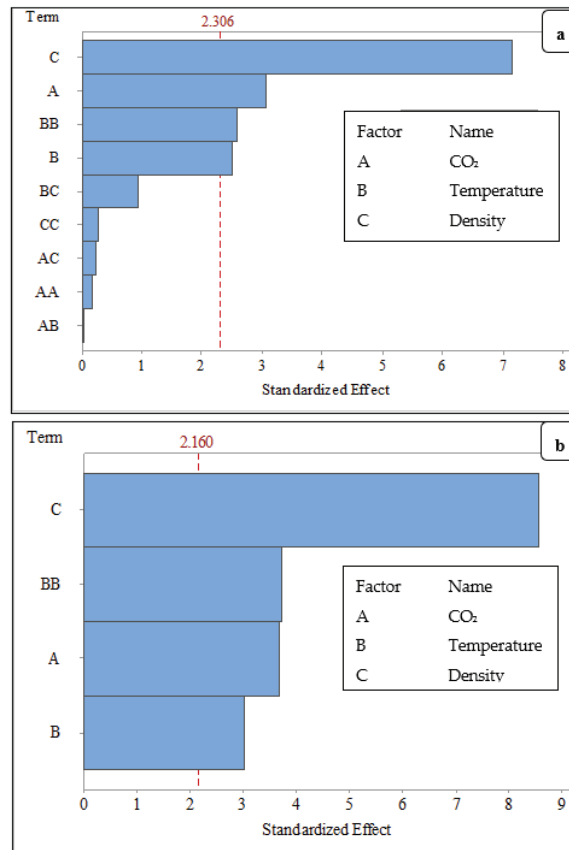 Term
2.306
a
C
A
BB
B
BC
CC
AC
AA
AB
Factor Name
A CO₂
B Temperature
C Density
0 1 2 3 4 5 6 7 8
Standardized Effect
Term
2.160
b
C
BB
A
B
Factor Name
A CO₂
B Temperature
C Density
0 1 2 3 4 5 6 7 8 9
Standardized Effect